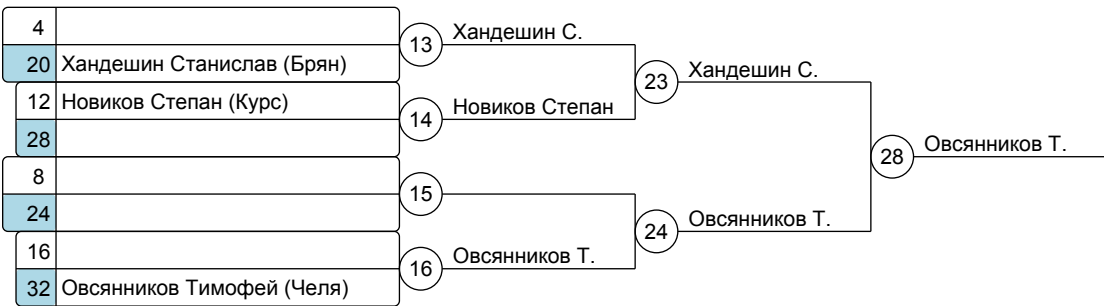 4
13 Хандешин С.
20 Хандешин Станислав (Брян)
23 Хандешин С.
12 Новиков Степан (Курс)
14 Новиков Степан
28
28 Овсянников Т.
8
15
24
24 Овсянников Т.
16
16 Овсянников Т.
32 Овсянников Тимофей (Челя)